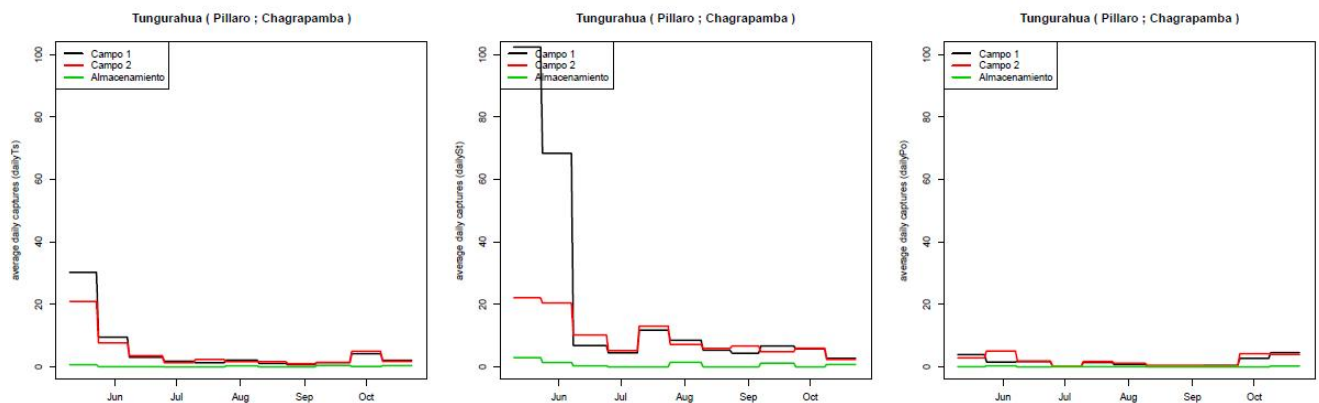 Tungurahua ( Pillaro ; Chagrapamba )
average daily captures (dailyTs)
100
80
60
40
20
0
Campo 1
Campo 2
Almacenamiento
Jun Jul Aug Sep Oct
Tungurahua ( Pillaro ; Chagrapamba )
average daily captures (dailySt)
100
80
60
40
20
0
Campo 1
Campo 2
Almacenamiento
Jun Jul Aug Sep Oct
Tungurahua ( Pillaro ; Chagrapamba )
average daily captures (dailyPo)
100
80
60
40
20
0
Campo 1
Campo 2
Almacenamiento
Jun Jul Aug Sep Oct